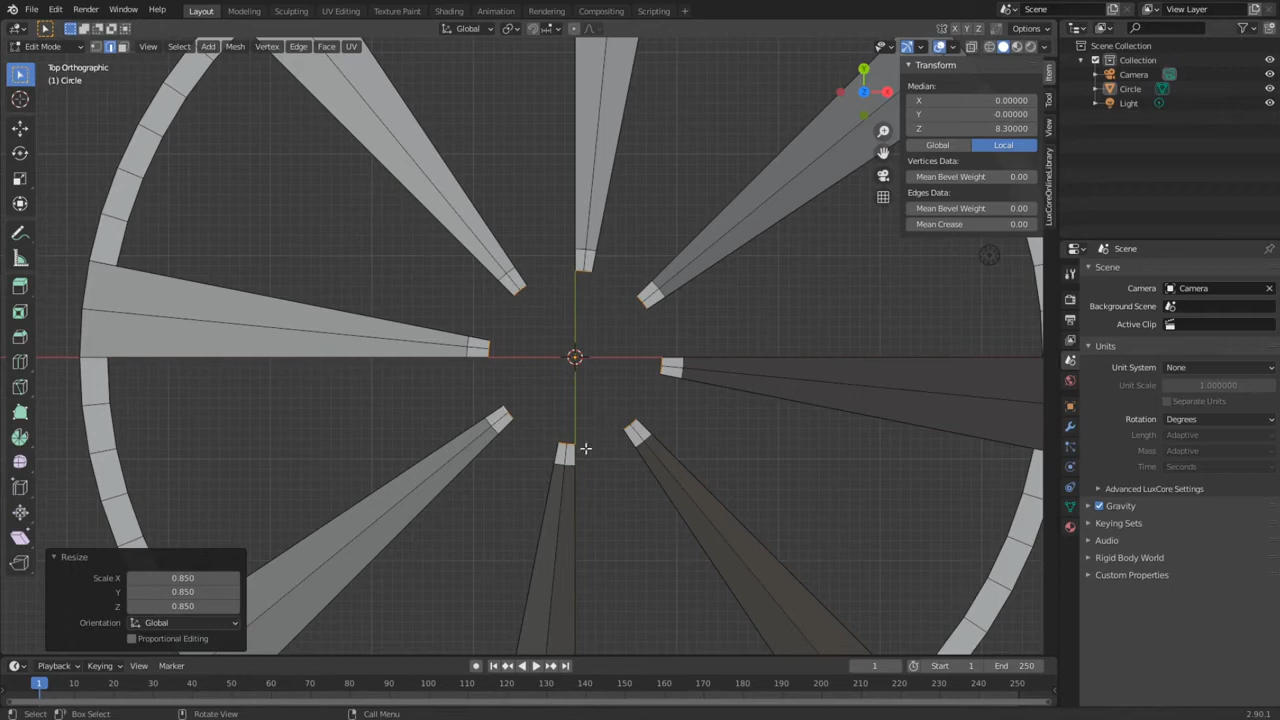 File Edit Render Window Help Layout Modeling Sculpting UV Editing Texture Paint Shading Animation Rendering Compositing Scripting + Scene View Layer
Global Options
Edit Mode View Select Add Mesh Vertex Edge Face UV X Y Z
Top Orthographic
(1) Circle
Transform
Median:
X 0.00000
Y -0.00000
Z 8.30000
Global Local
Vertices Data:
Mean Bevel Weight 0.00
Edges Data:
Mean Bevel Weight 0.00
Mean Crease 0.00
Item
Tool
View
LuxCoreOnlineLibrary
Y
X
Z
Scene Collection
Collection
Camera
Circle
Light
Scene
Scene
Camera Camera
Background Scene
Active Clip
Units
Unit System None
Unit Scale 1.000000
Separate Units
Rotation Degrees
Length Adaptive
Mass Adaptive
Time Seconds
Advanced LuxCore Settings
Gravity
Keying Sets
Audio
Rigid Body World
Custom Properties
Resize
Scale X 0.850
Y 0.850
Z 0.850
Orientation Global
Proportional Editing
Playback Keying View Marker 1 Start 1 End 250
1 10 20 30 40 50 60 70 80 90 100 110 120 130 140 150 160 170 180 190 200 210 220 230 240 250
Select Box Select Rotate View Call Menu 2.90.1